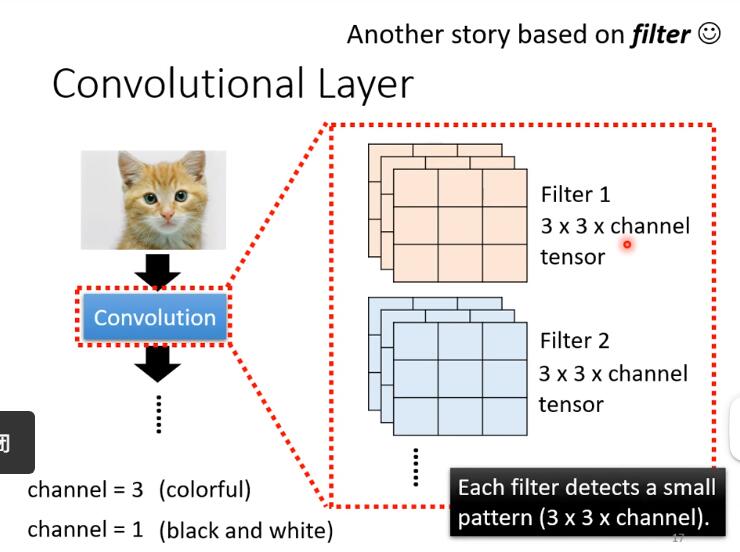 Another story based on filter ☺
Convolutional Layer
Filter 1
3 x 3 x channel
tensor
Convolution
Filter 2
3 x 3 x channel
tensor
channel = 3 (colorful)
channel = 1 (black and white)
Each filter detects a small
pattern (3 x 3 x channel).
17